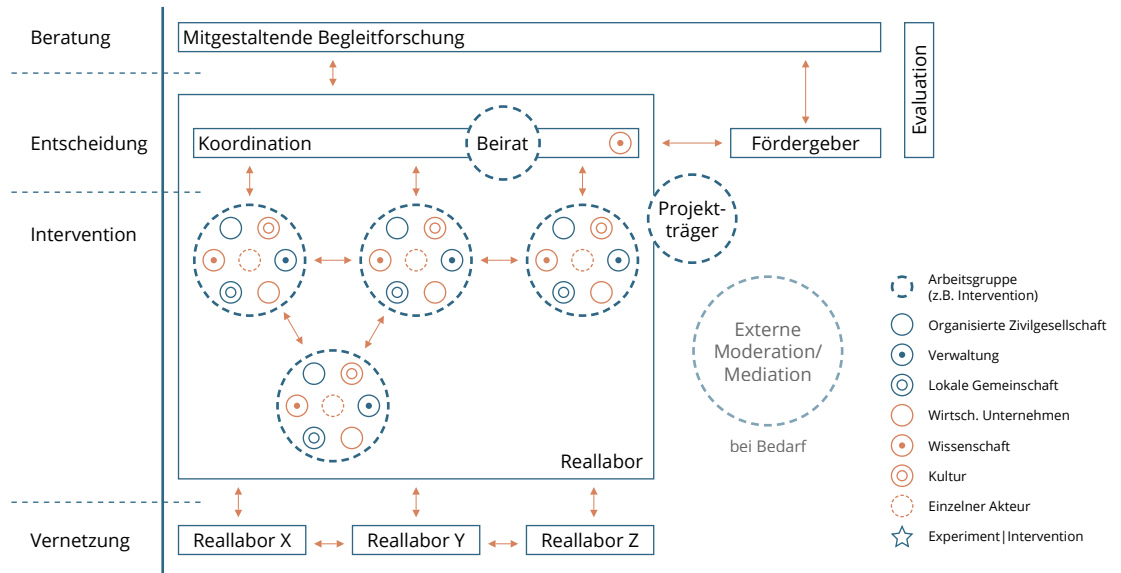 Beratung
Mitgestaltende Begleitforschung
Evaluation
Entscheidung
Koordination
Beirat
Fördergeber
Projekt-
träger
Intervention
Externe
Moderation/
Mediation
bei Bedarf
Reallabor
Arbeitsgruppe
(z.B. Intervention)
Organisierte Zivilgesellschaft
Verwaltung
Lokale Gemeinschaft
Wirtsch. Unternehmen
Wissenschaft
Kultur
Einzelner Akteur
Experiment|Intervention
Vernetzung
Reallabor X
Reallabor Y
Reallabor Z